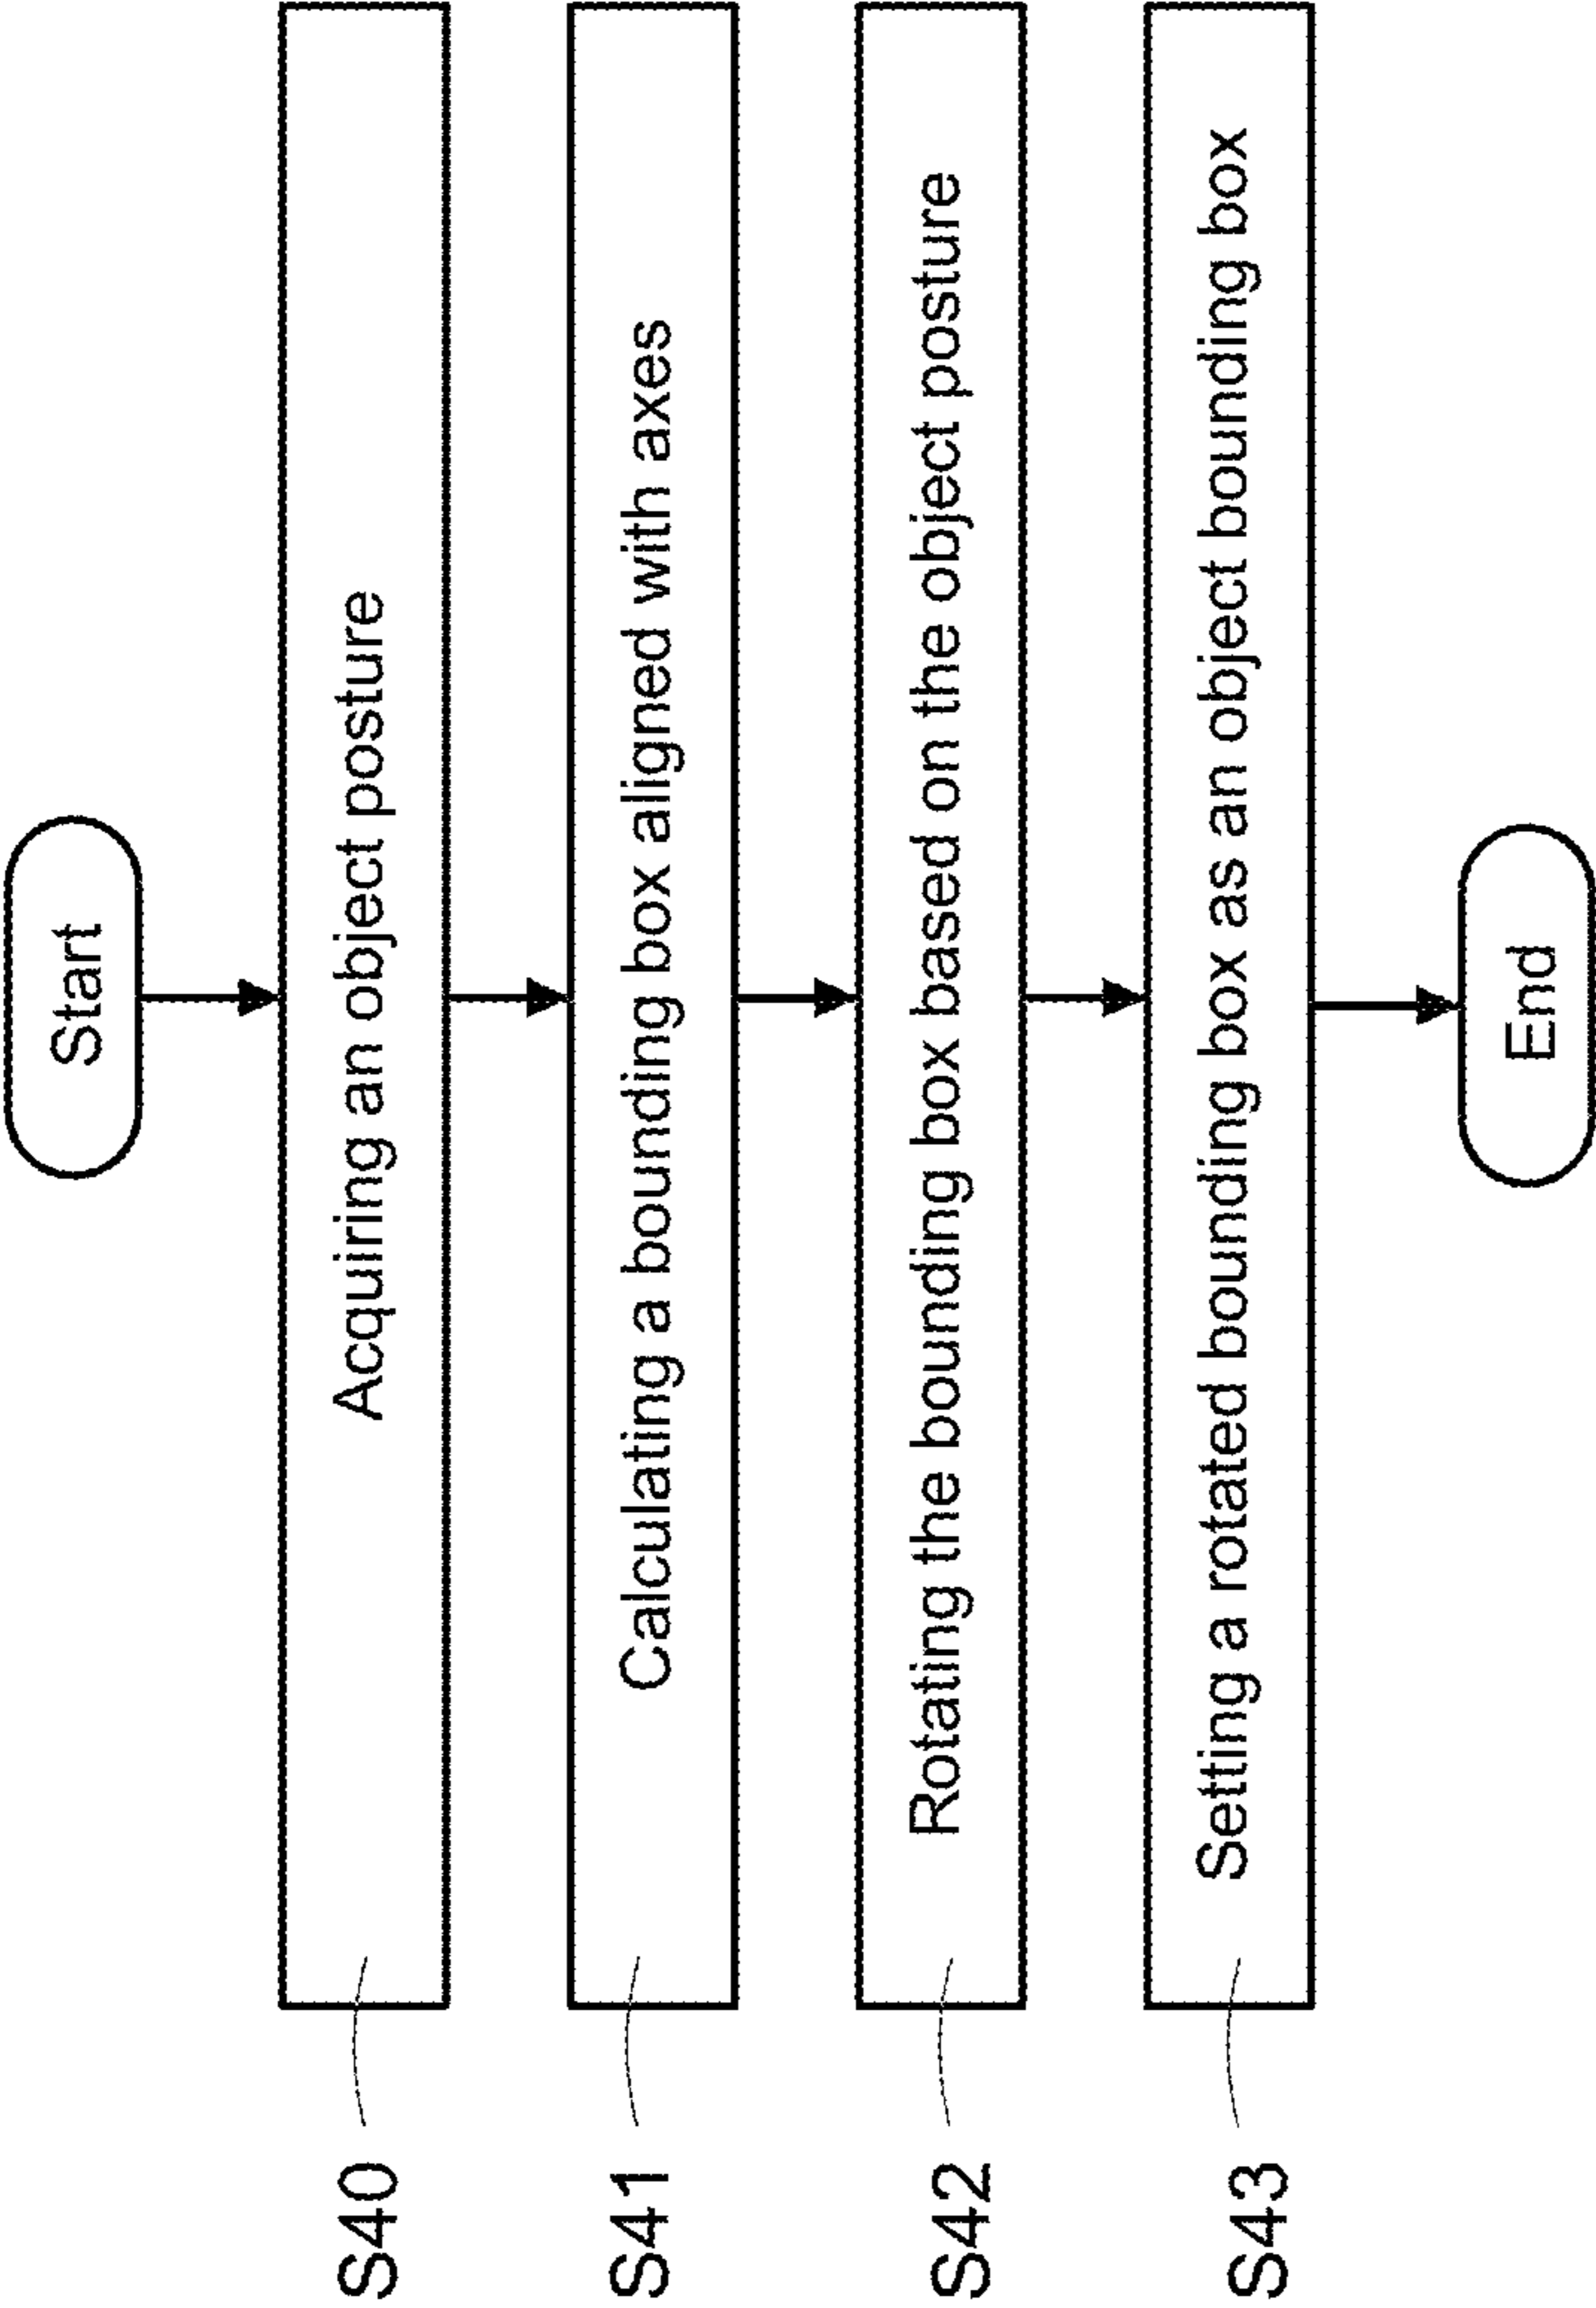 Start
S40
Acquiring an object posture
S41
Calculating a bounding box aligned with axes
S42
Rotating the bounding box based on the object posture
S43
Setting a rotated bounding box as an object bounding box
End